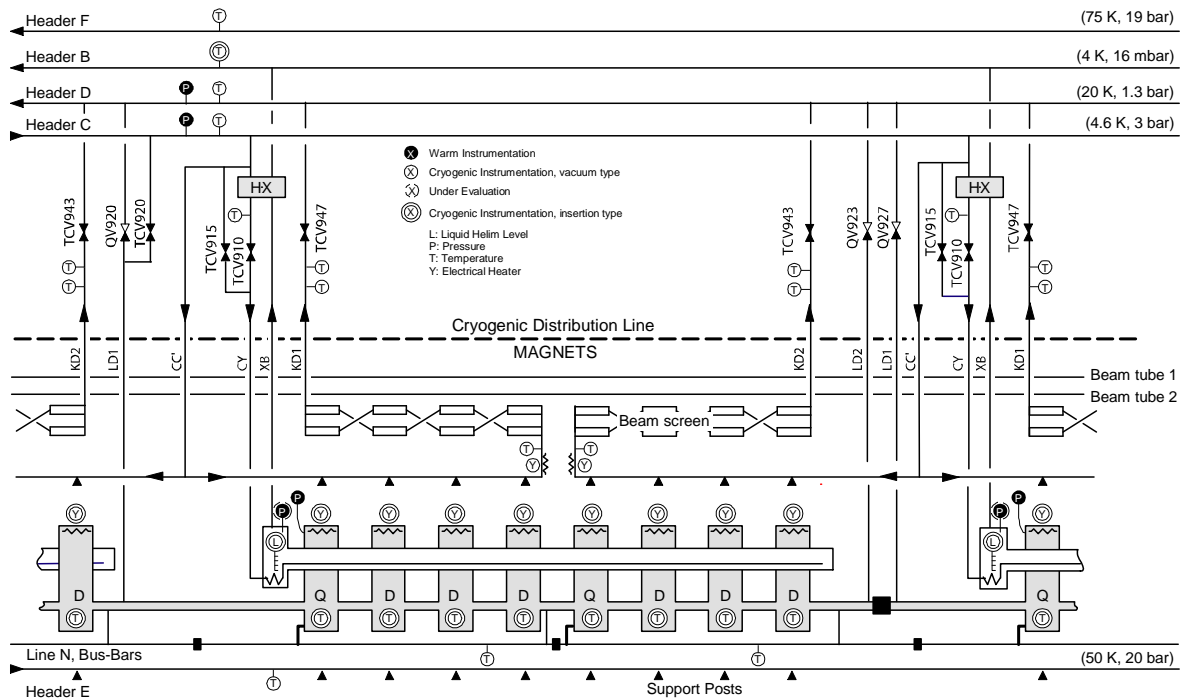 Header F
T
(75 K, 19 bar)
T
Header B
(4 K, 16 mbar)
Header D
P
T
(20 K, 1.3 bar)
Header C
P
T
(4.6 K, 3 bar)
X Warm Instrumentation
X Cryogenic Instrumentation, vacuum type
X Under Evaluation
X Cryogenic Instrumentation, insertion type
L: Liquid Helim Level
P: Pressure
T: Temperature
Y: Electrical Heater
TCV943
QV920
TCV920
TCV915
TCV910
H-X
T
TCV947
TCV943
QV923
QV927
TCV915
TCV910
H-X
T
TCV947
T
T
T
T
T
T
T
T
Cryogenic Distribution Line
MAGNETS
KD2
LD1
CC'
CY
XB
KD1
KD2
LD2
LD1
CC'
CY
XB
KD1
Beam tube 1
Beam tube 2
Beam screen
T
Y
T
Y
Y
P
P
Y
Y
Y
Y
Y
Y
Y
Y
P
P
Y
L
L
D
Q
D
D
D
Q
D
D
D
Q
T
T
T
T
T
T
T
T
T
T
Line N, Bus-Bars
T
T
(50 K, 20 bar)
Header E
T
Support Posts